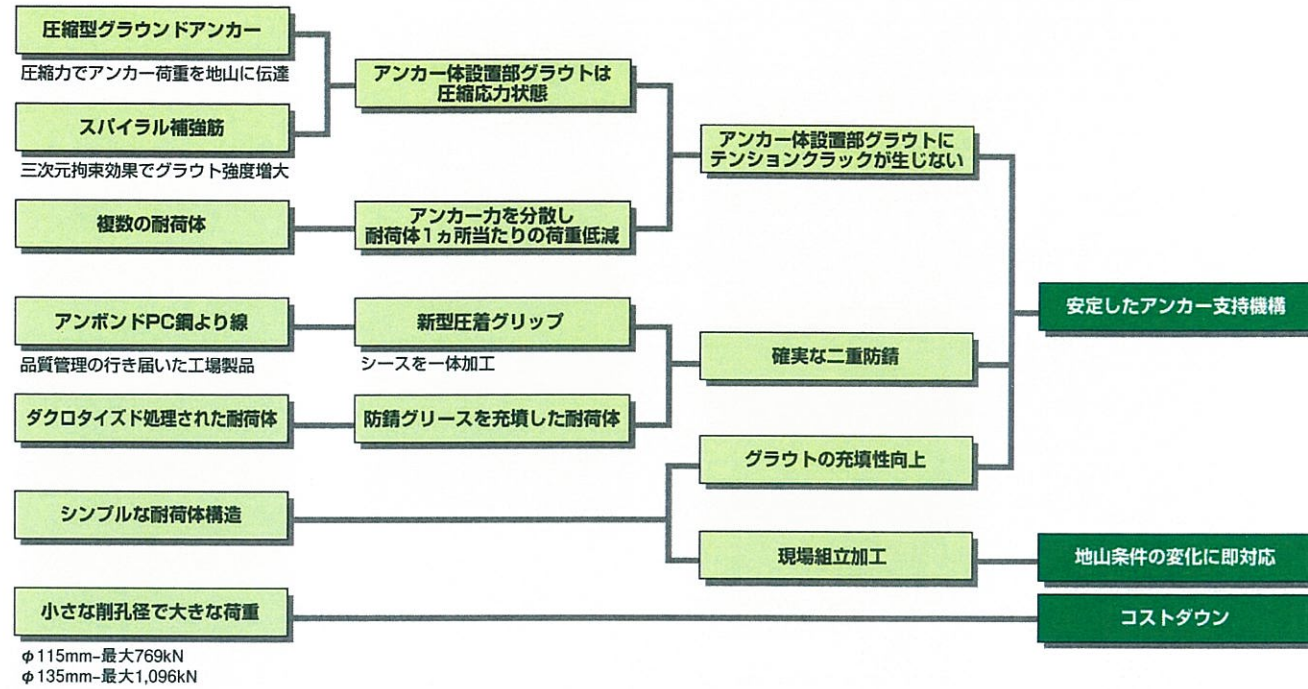 圧縮型グラウンドアンカー
圧縮力でアンカー荷重を地山に伝達
スパイラル補強筋
三次元拘束効果でグラウト強度増大
複数の耐荷体
アンボンドPC鋼より線
品質管理の行き届いた工場製品
ダクロタイズド処理された耐荷体
シンプルな耐荷体構造
小さな削孔径で大きな荷重
φ115mm−最大769kN
φ135mm−最大1,096kN
アンカー体設置部グラウトは
圧縮応力状態
アンカー力を分散し
耐荷体1ヵ所当たりの荷重低減
新型圧着グリップ
シースを一体加工
防錆グリースを充填した耐荷体
アンカー体設置部グラウトに
テンションクラックが生じない
確実な二重防錆
グラウトの充填性向上
現場組立加工
安定したアンカー支持機構
地山条件の変化に即対応
コストダウン